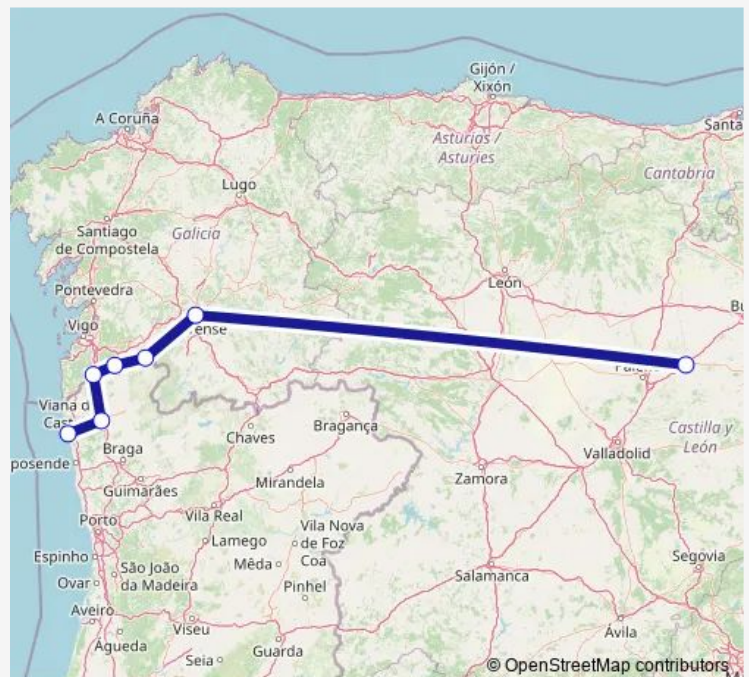 Gijón /
Xixón
A Coruña
Santa
Asturias /
Asturies
Cantabria
Lugo
Santiago
de Compostela
Galicia
León
Pontevedra
Bu
Vigo
ense
Pale
Viana d
Cast
Chaves
Bragança
Castilla y
León
Braga
Valladolid
posende
Guimarães
Mirandela
Zamora
Vila Real
Porto
Vila Nova
de Foz
Coa
Lamego
Espinho
São João
da Madeira
Mêda
Segovia
Ovar
Pinhel
Salamanca
Aveiro
Viseu
Ávila
Águeda
Guarda
Seia
© OpenStreetMap contributors